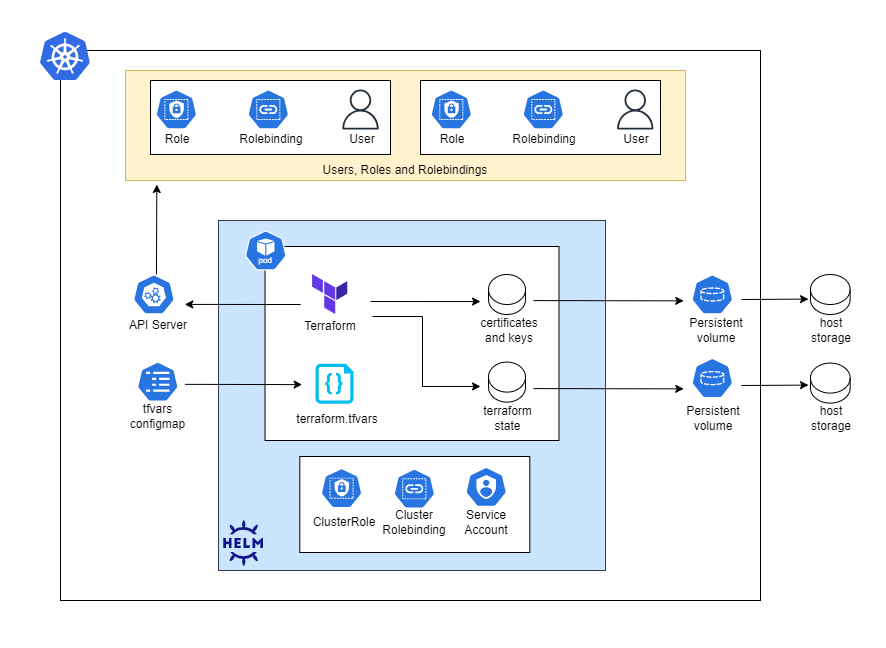 Role
Rolebinding
User
Role
Rolebinding
User
Users, Roles and Rolebindings
pod
API Server
Terraform
certificates
and keys
Persistent
volume
host
storage
tfvars
configmap
terraform.tfvars
terraform
state
Persistent
volume
host
storage
ClusterRole
Cluster
Rolebinding
Service
Account
HELM